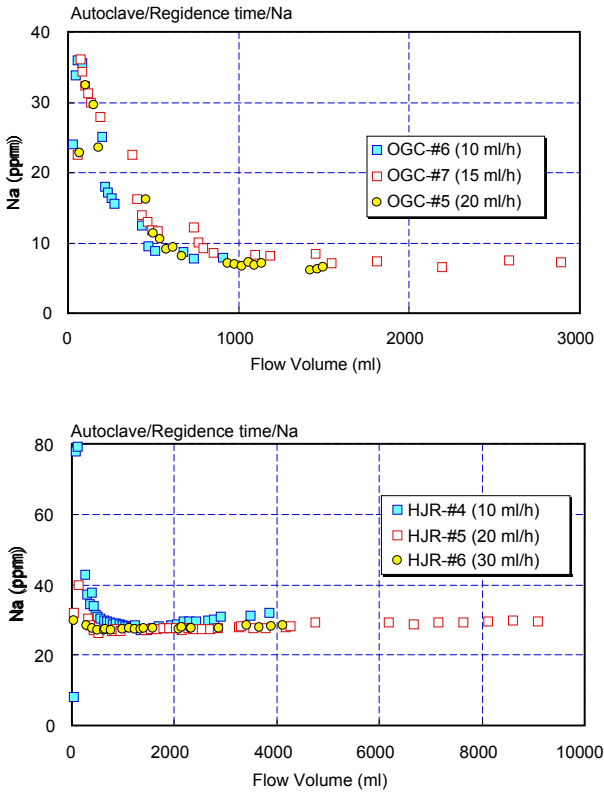 Autoclave/Regidence time/Na
40
30
20
10
0
Na (ppm)
OGC-#6 (10 ml/h)
OGC-#7 (15 ml/h)
OGC-#5 (20 ml/h)
0 1000 2000 3000
Flow Volume (ml)
Autoclave/Regidence time/Na
80
60
40
20
0
Na (ppm)
HJR-#4 (10 ml/h)
HJR-#5 (20 ml/h)
HJR-#6 (30 ml/h)
0 2000 4000 6000 8000 10000
Flow Volume (ml)